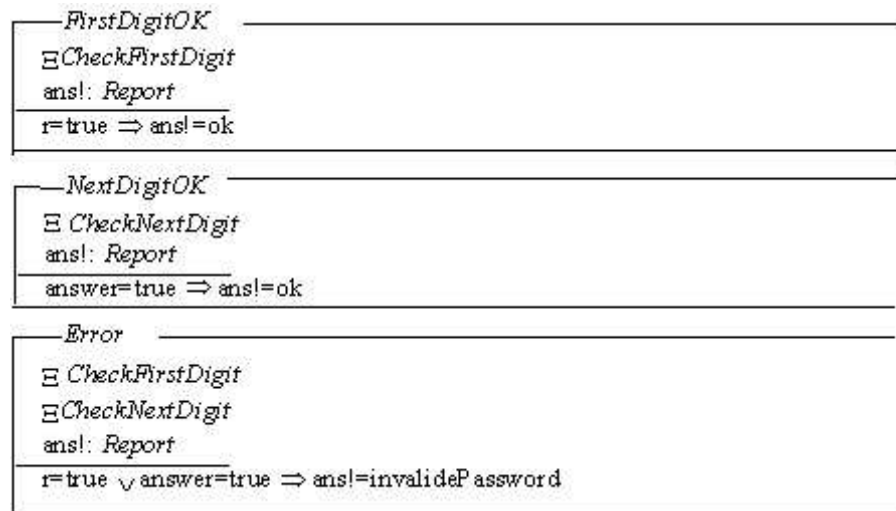 FirstDigitOK
ΞCheckFirstDigit
ans!: Report
r=true ⇒ ans!=ok
NextDigitOK
Ξ CheckNextDigit
ans!: Report
answer=true ⇒ ans!=ok
Error
Ξ CheckFirstDigit
ΞCheckNextDigit
ans!: Report
r=true ∨ answer=true ⇒ ans!=invalidePassword